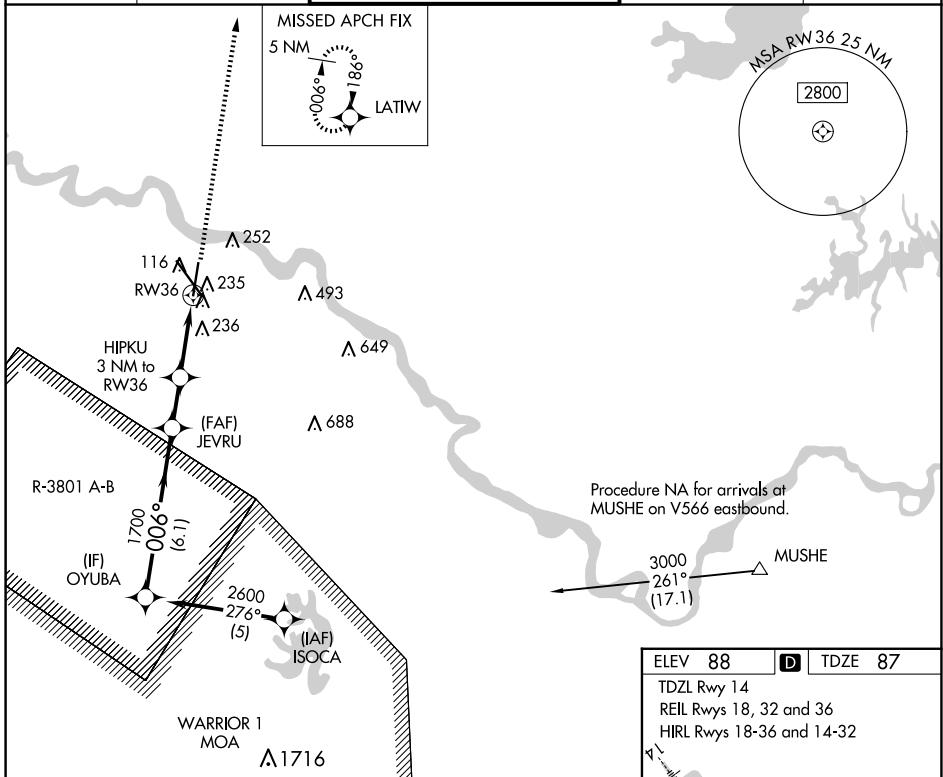 MISSED APCH FIX
5 NM
006°
186°
LATIW
MSA RW36 25 NM
2800
252
116
235
RW36
493
236
HIPKU
3 NM to
RW36
649
(FAF)
JEVRU
688
R-3801 A-B
Procedure NA for arrivals at
MUSHE on V566 eastbound.
1700
006°
(6.1)
MUSHE
3000
261°
(17.1)
(IF)
OYUBA
2600
276°
(5)
(IAF)
ISOCA
ELEV 88 D TDZE 87
TDZL Rwy 14
REIL Rwys 18, 32 and 36
HIRL Rwys 18-36 and 14-32
14
WARRIOR 1
MOA
1716